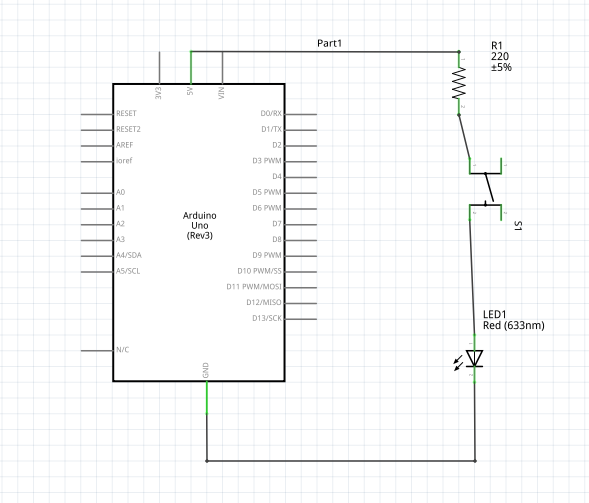 Part1
R1
220
±5%
3V3
5V
VIN
RESET
RESET2
AREF
ioref
A0
A1
A2
A3
A4/SDA
A5/SCL
N/C
Arduino
Uno
(Rev3)
D0/RX
D1/TX
D2
D3 PWM
D4
D5 PWM
D6 PWM
D7
D8
D9 PWM
D10 PWM/SS
D11 PWM/MOSI
D12/MISO
D13/SCK
GND
S1
LED1
Red (633nm)